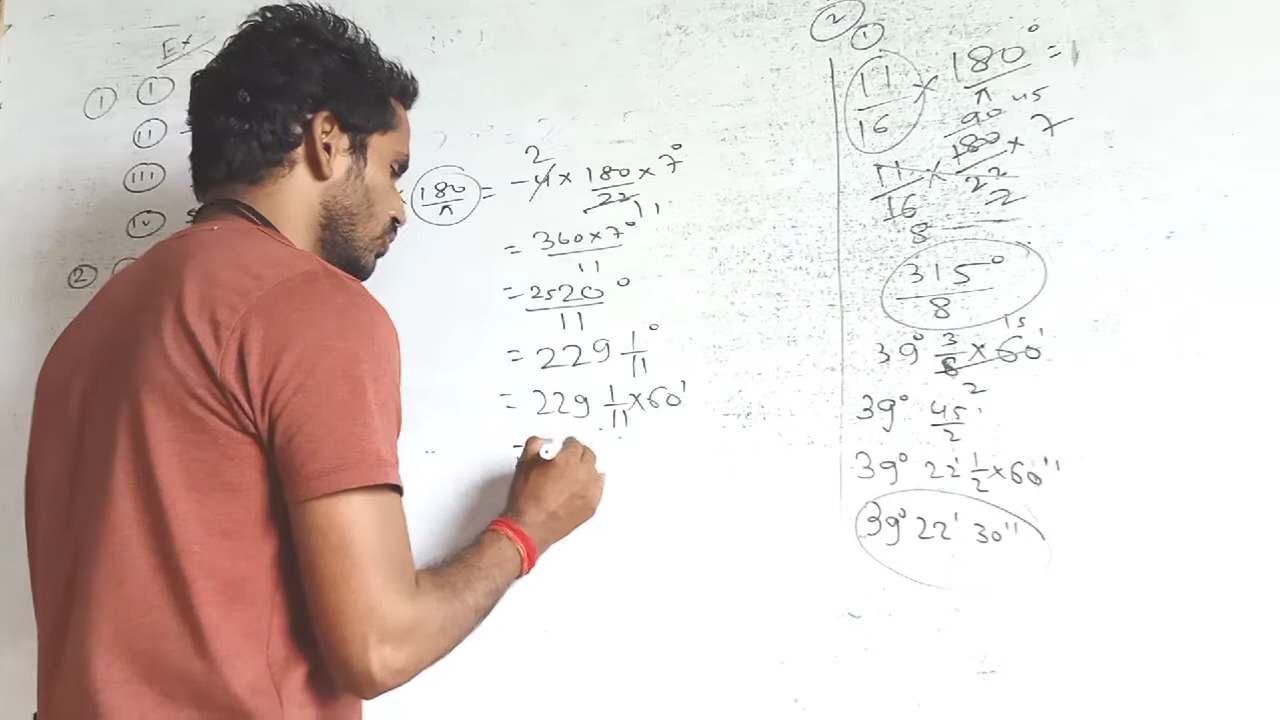 Ex
① ①
②
ⅠⅠ
ⅠⅠⅠ
ⅠV
× 180/π = -4 × 180/22 × 7°
2
11
= 360×7°/11
= 2520°/11
= 229 1/11°
= 229 1/11 × 60'
=
② ①
11/16 × 180°/π = 1
90 45
11/16 × 180/22 × 7
8 2
315°/8
15
39° 3/8 × 60'
2
39° 45'/2
39° 22' 1/2 × 60''
39° 22' 30''